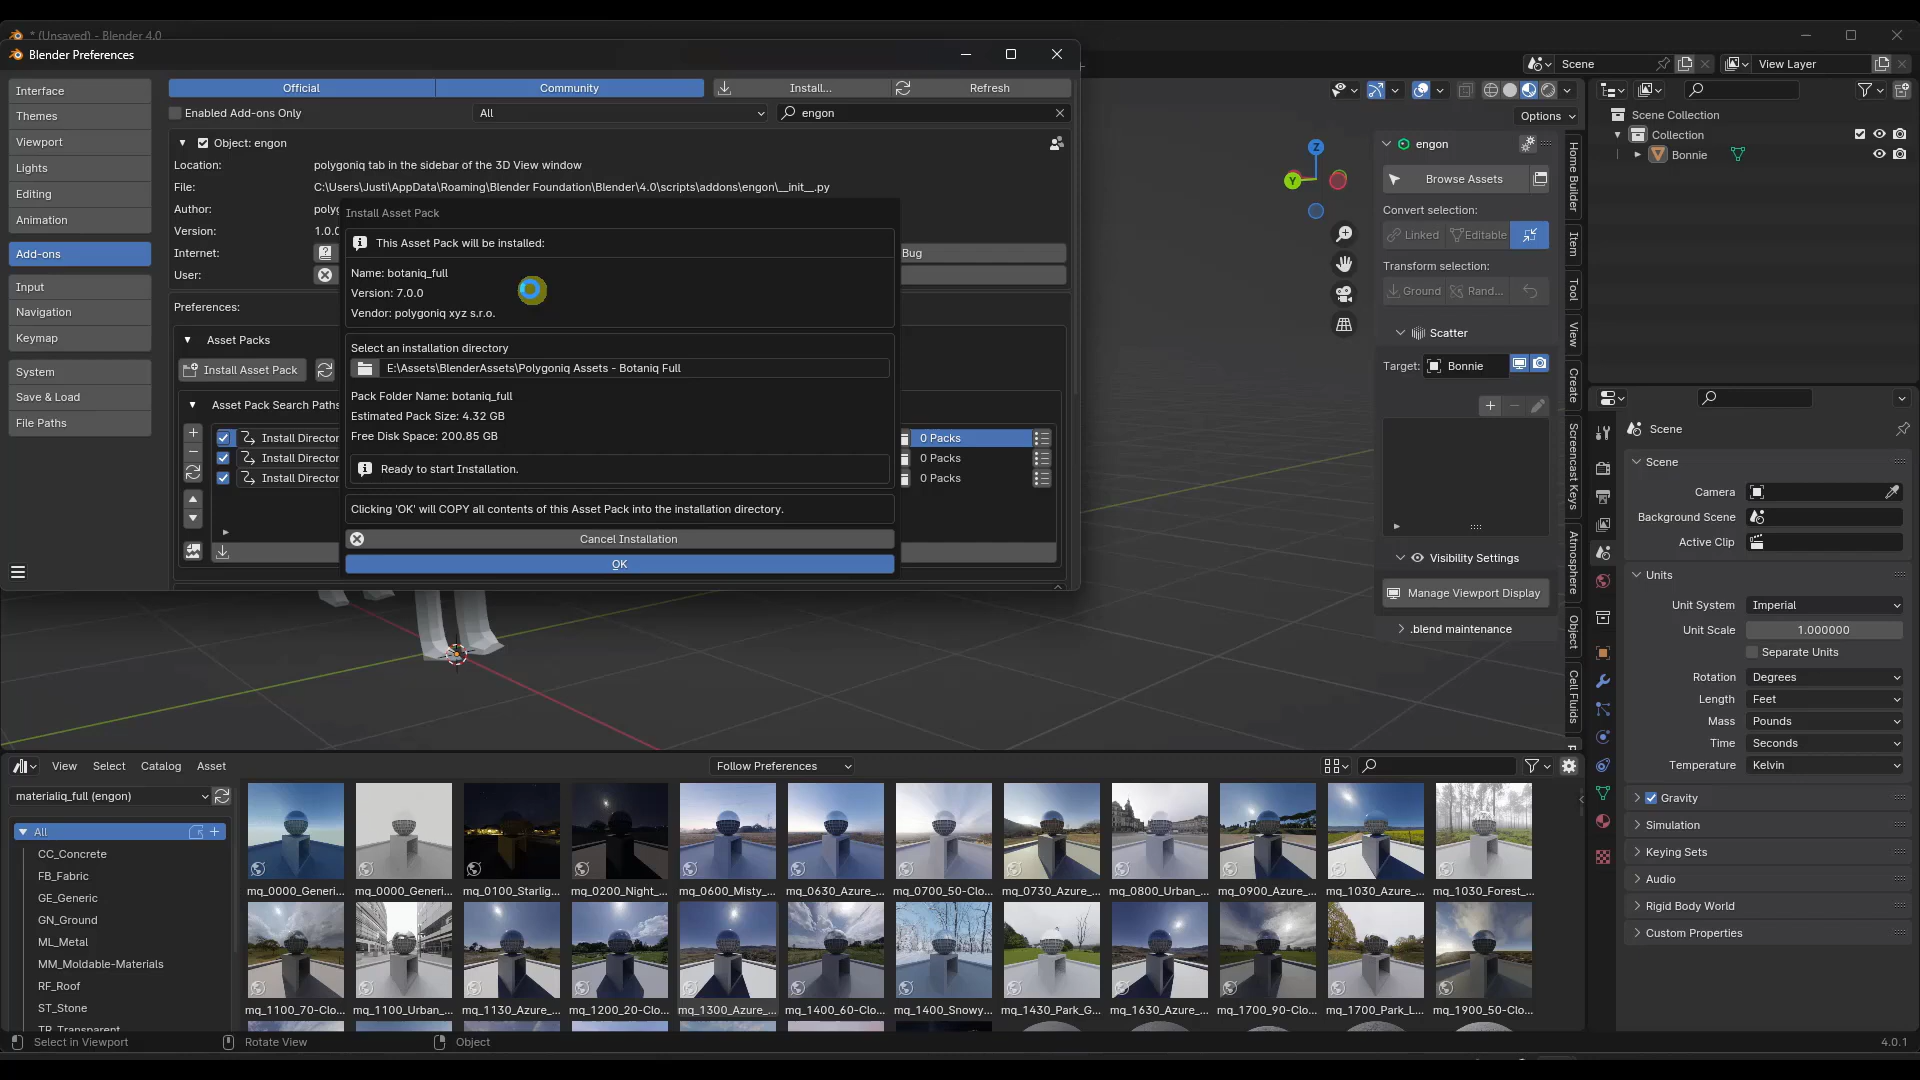 * (Unsaved) - Blender 4.0
Blender Preferences
Scene
View Layer
Interface
Themes
Viewport
Lights
Editing
Animation
Add-ons
Input
Navigation
Keymap
System
Save & Load
File Paths
Official
Community
Install...
Refresh
Enabled Add-ons Only
All
engon
Object: engon
Location:
polygoniq tab in the sidebar of the 3D View window
File:
C:\Users\Justi\AppData\Roaming\Blender Foundation\Blender\4.0\scripts\addons\engon\__init__.py
Author:
polyg
Version:
1.0.0
Internet:
Bug
User:
Preferences:
Asset Packs
Install Asset Pack
Asset Pack Search Paths
Install Director
0 Packs
Install Director
0 Packs
Install Director
0 Packs
Install Asset Pack
This Asset Pack will be installed:
Name: botaniq_full
Version: 7.0.0
Vendor: polygoniq xyz s.r.o.
Select an installation directory
E:\Assets\BlenderAssets\Polygoniq Assets - Botaniq Full
Pack Folder Name: botaniq_full
Estimated Pack Size: 4.32 GB
Free Disk Space: 200.85 GB
Ready to start Installation.
Clicking 'OK' will COPY all contents of this Asset Pack into the installation directory.
Cancel Installation
OK
Z
Y
Options
engon
Browse Assets
Convert selection:
Linked
Editable
Transform selection:
Ground
Rand...
Scatter
Target:
Bonnie
Visibility Settings
Manage Viewport Display
.blend maintenance
Home Builder
Item
Tool
View
Create
Screencast Keys
Atmosphere
Object
Cell Fluids
Scene Collection
Collection
Bonnie
Scene
Scene
Camera
Background Scene
Active Clip
Units
Unit System
Imperial
Unit Scale
1.000000
Separate Units
Rotation
Degrees
Length
Feet
Mass
Pounds
Time
Seconds
Temperature
Kelvin
Gravity
Simulation
Keying Sets
Audio
Rigid Body World
Custom Properties
View
Select
Catalog
Asset
Follow Preferences
materialiq_full (engon)
All
CC_Concrete
FB_Fabric
GE_Generic
GN_Ground
ML_Metal
MM_Moldable-Materials
RF_Roof
ST_Stone
TR_Transparent
mq_0000_Generi...
mq_0000_Generi...
mq_0100_Starlig...
mq_0200_Night_...
mq_0600_Misty_...
mq_0630_Azure_...
mq_0700_50-Clo...
mq_0730_Azure_...
mq_0800_Urban_...
mq_0900_Azure_...
mq_1030_Azure_...
mq_1030_Forest_...
mq_1100_70-Clo...
mq_1100_Urban_...
mq_1130_Azure_...
mq_1200_20-Clo...
mq_1300_Azure_...
mq_1400_60-Clo...
mq_1400_Snowy...
mq_1430_Park_G...
mq_1630_Azure_...
mq_1700_90-Clo...
mq_1700_Park_L...
mq_1900_50-Clo...
Select in Viewport
Rotate View
Object
4.0.1